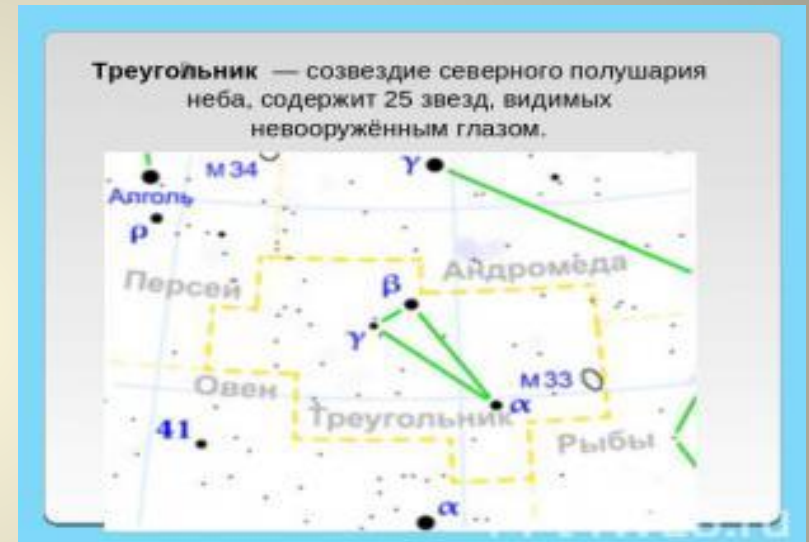 Треугольник — созвездие северного полушария
неба, содержит 25 звезд, видимых
невооружённым глазом.
M 34
γ
Алголь
ρ
Андромеда
Персей
β
γ
M 33
Овен
α
Треугольник
41
Рыбы
α